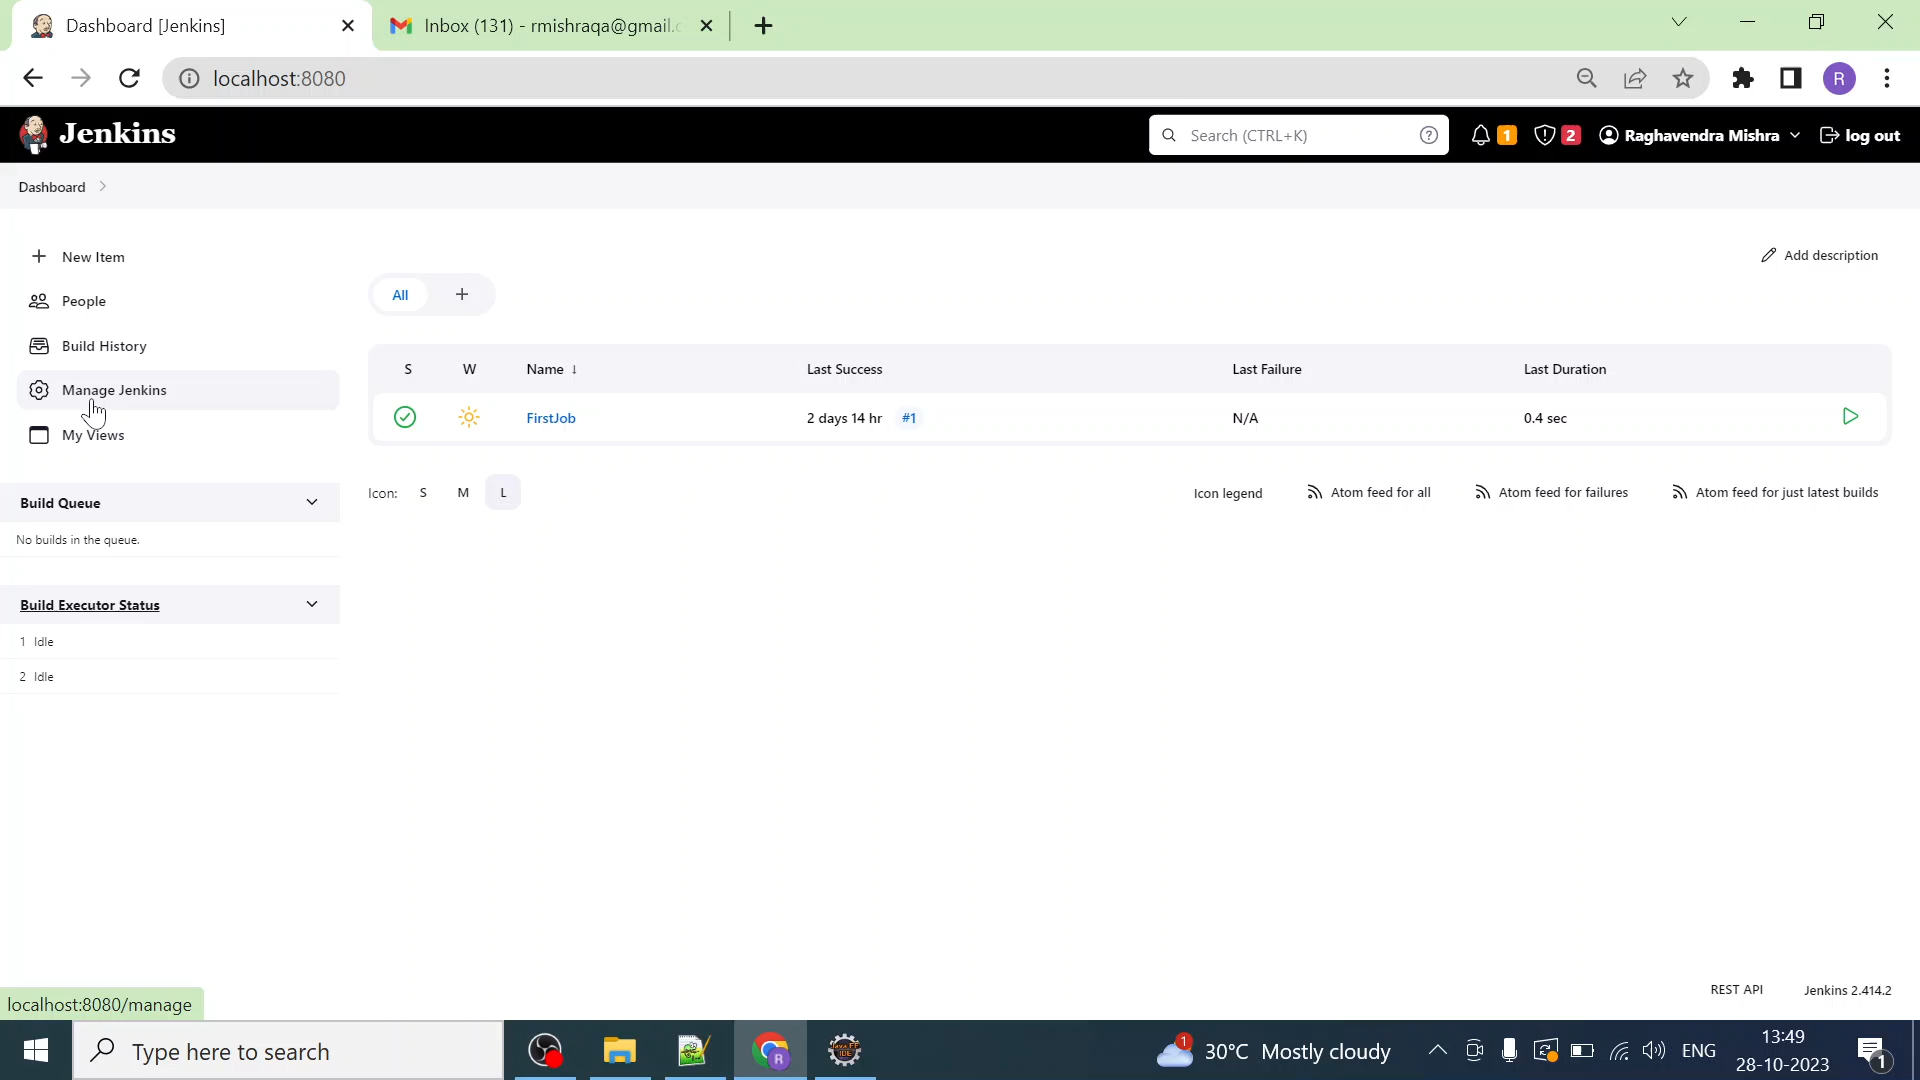 Dashboard [Jenkins]
Inbox (131) - rmishraqa@gmail.c
localhost:8080
R
Jenkins
Search (CTRL+K)
1
2
Raghavendra Mishra
log out
Dashboard
New Item
Add description
People
All
+
Build History
S W Name ↓ Last Success Last Failure Last Duration
Manage Jenkins
FirstJob 2 days 14 hr #1 N/A 0.4 sec
My Views
Icon: S M L
Icon legend
Atom feed for all
Atom feed for failures
Atom feed for just latest builds
Build Queue
No builds in the queue.
Build Executor Status
1 Idle
2 Idle
REST API
Jenkins 2.414.2
localhost:8080/manage
Type here to search
R
1
30°C Mostly cloudy
ENG
13:49
28-10-2023
1